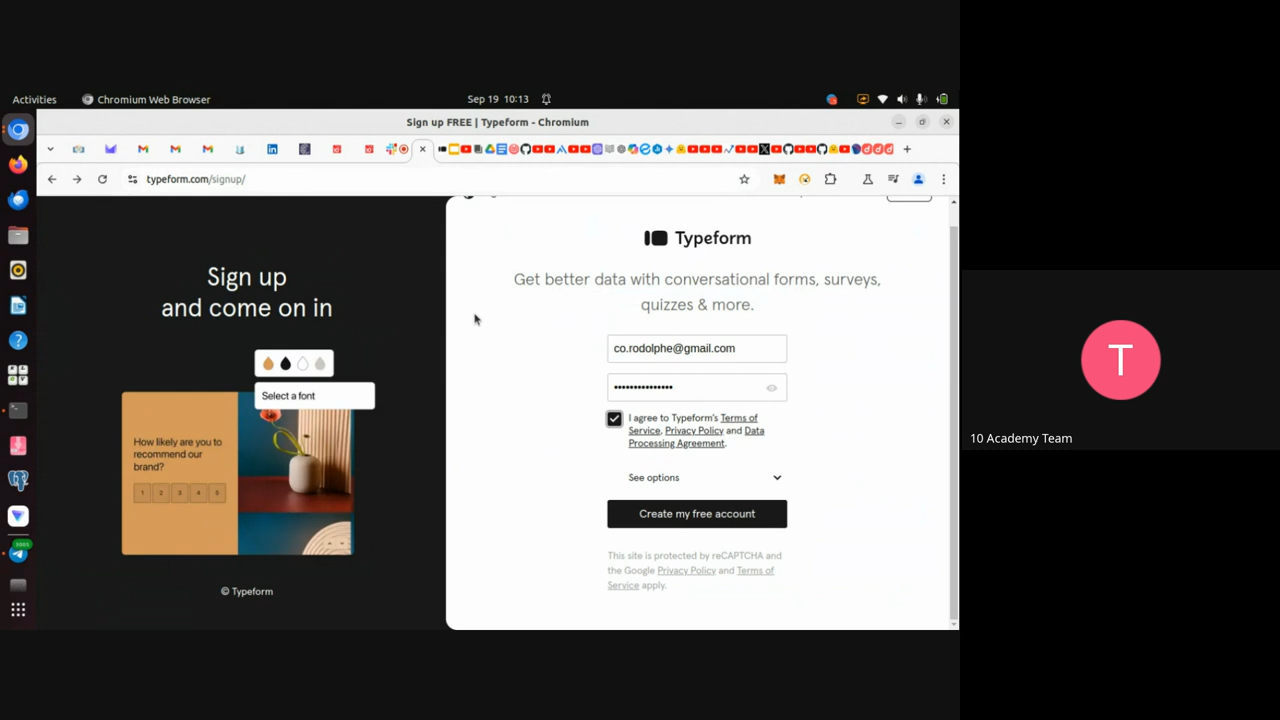 Activities
Chromium Web Browser
Sep 19 10:13
Sign up FREE | Typeform - Chromium
typeform.com/signup/
Sign up
and come on in
Select a font
How likely are you to
recommend our
brand?
1 2 3 4 5
© Typeform
Typeform
Get better data with conversational forms, surveys,
quizzes & more.
co.rodolphe@gmail.com
•••••••••••••••
I agree to Typeform's Terms of
Service, Privacy Policy and Data
Processing Agreement.
See options
Create my free account
This site is protected by reCAPTCHA and
the Google Privacy Policy and Terms of
Service apply.
T
10 Academy Team